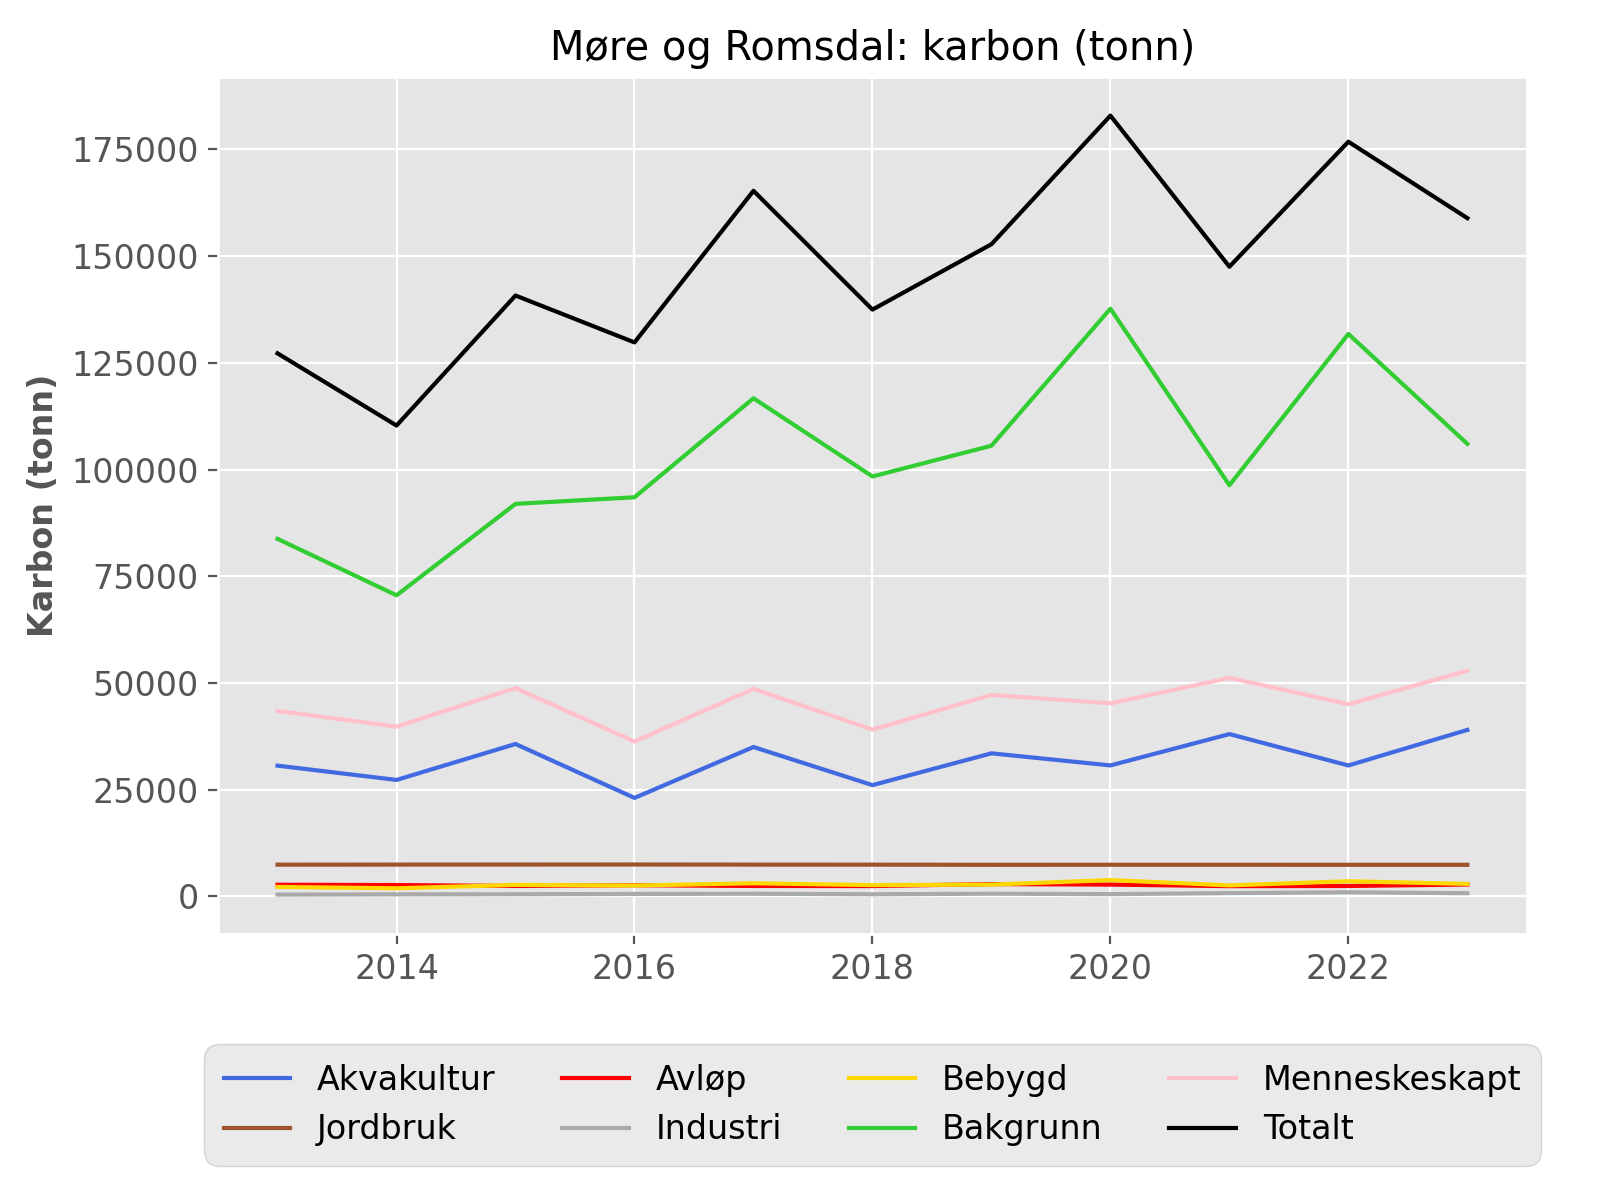 Møre og Romsdal: karbon (tonn)
Karbon (tonn)
175000
150000
125000
100000
75000
50000
25000
0
2014 2016 2018 2020 2022
Akvakultur Avløp Bebygd Menneskeskapt
Jordbruk Industri Bakgrunn Totalt